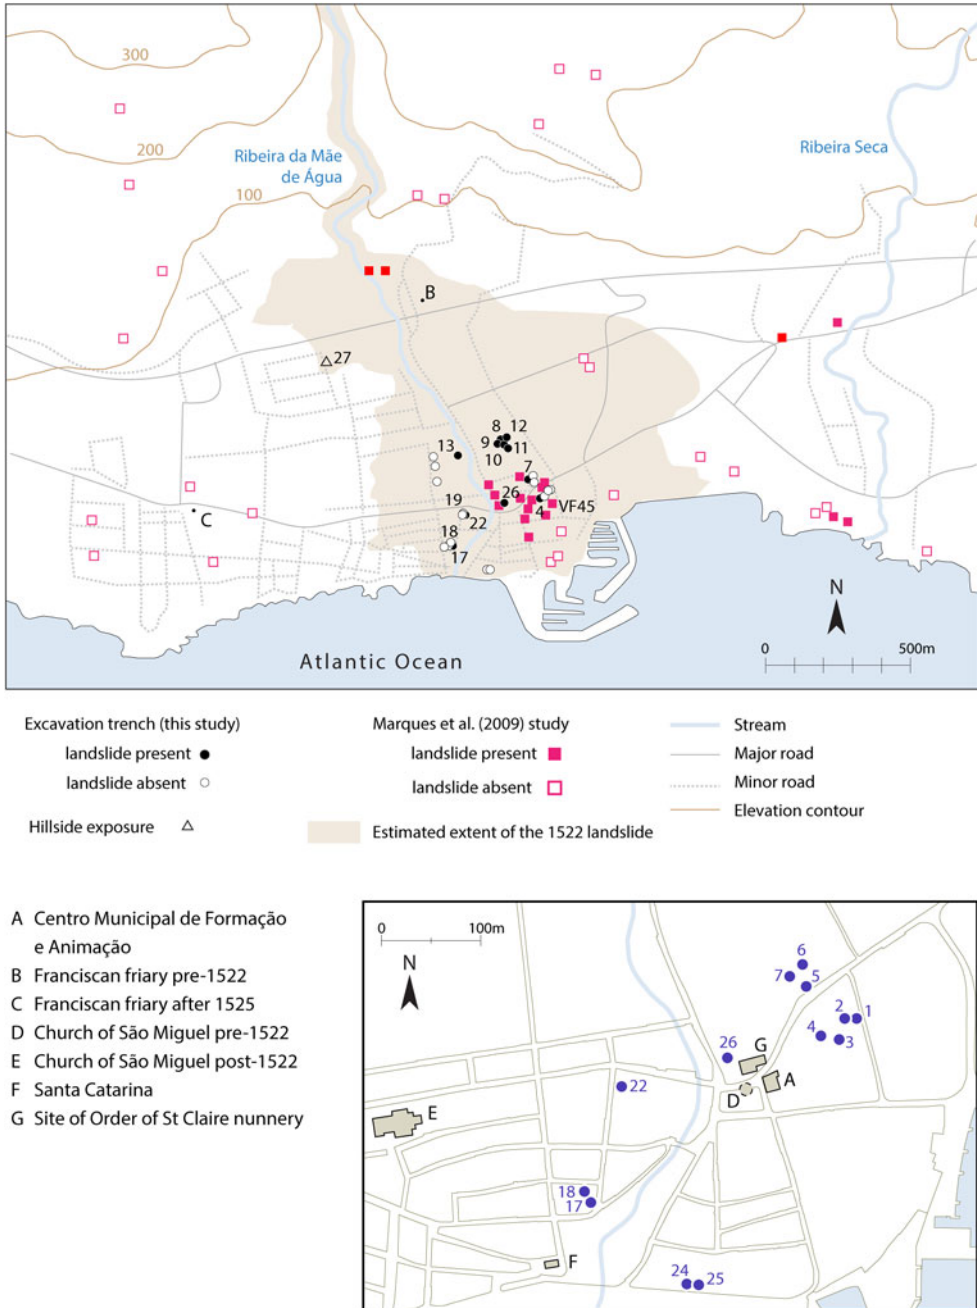 300
200
100
Ribeira da Mãe
de Água
Ribeira Seca
B
27
8
12
9
11
10
13
7
26
4
VF45
19
22
18
17
C
N
0
500m
Atlantic Ocean
Excavation trench (this study)
landslide present
landslide absent
Hillside exposure
Marques et al. (2009) study
landslide present
landslide absent
Estimated extent of the 1522 landslide
Stream
Major road
Minor road
Elevation contour
A Centro Municipal de Formação
e Animação
B Franciscan friary pre-1522
C Franciscan friary after 1525
D Church of São Miguel pre-1522
E Church of São Miguel post-1522
F Santa Catarina
G Site of Order of St Claire nunnery
0
100m
N
6
7
5
2
1
4
3
G
26
A
D
22
E
18
17
F
24
25